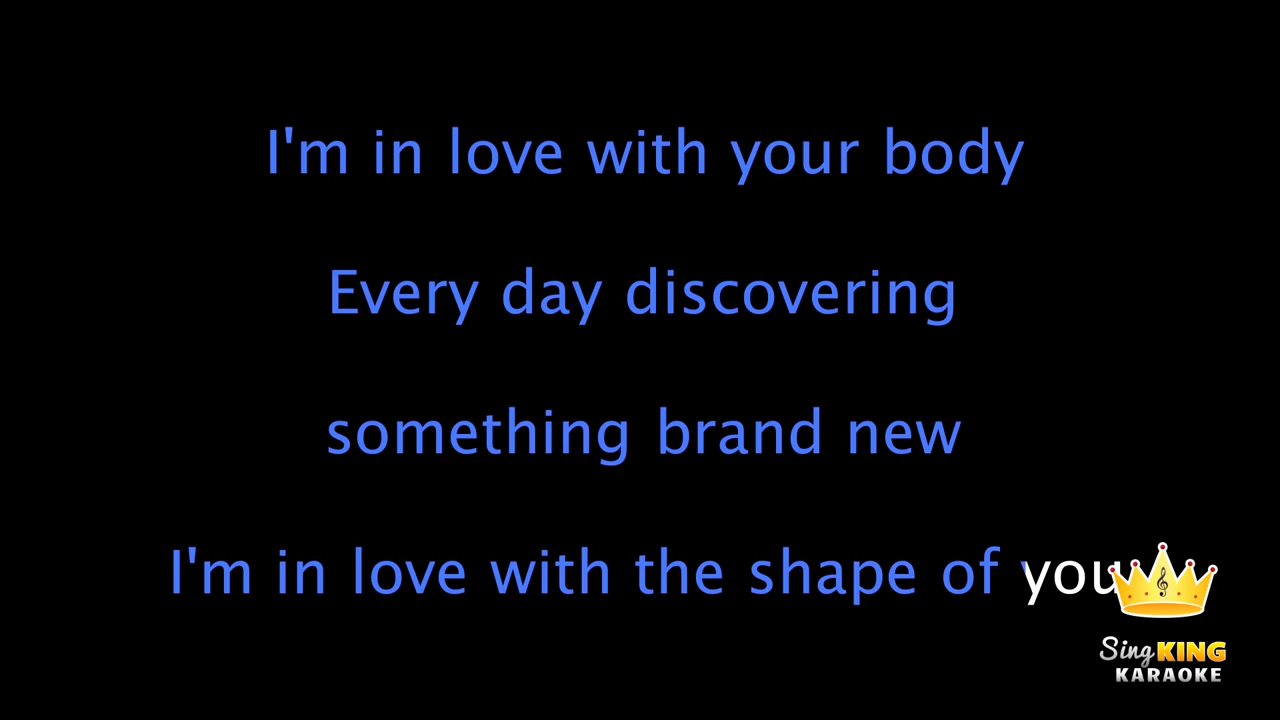 I'm in love with your body
Every day discovering
something brand new
I'm in love with the shape of you
Sing KING
KARAOKE